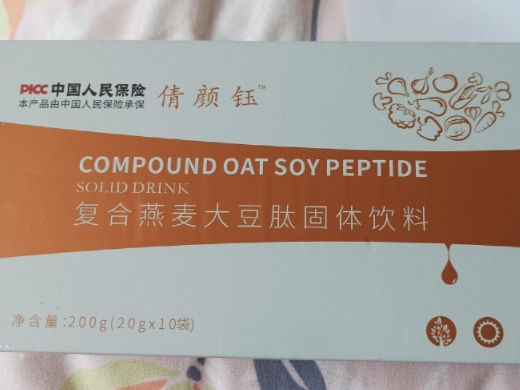 PICC 中国人民保险
本产品由中国人民保险承保
倩颜钰™
COMPOUND OAT SOY PEPTIDE
SOLID DRINK
复合燕麦大豆肽固体饮料
净含量:200g(20gx10袋)